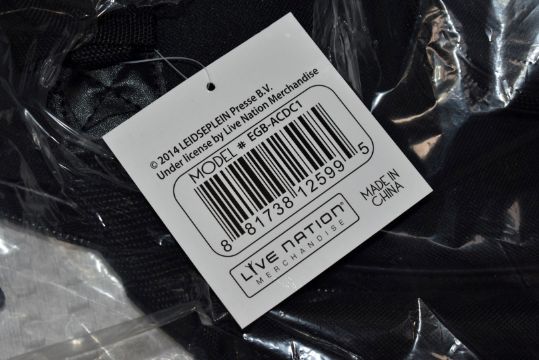 © 2014 LEIDSEPLEIN Presse B.V.
Under license by Live Nation Merchandise
MODEL # EGB-ACDC1
8 81738 12599 5
MADE IN
CHINA
LIVE NATION®
MERCHANDISE